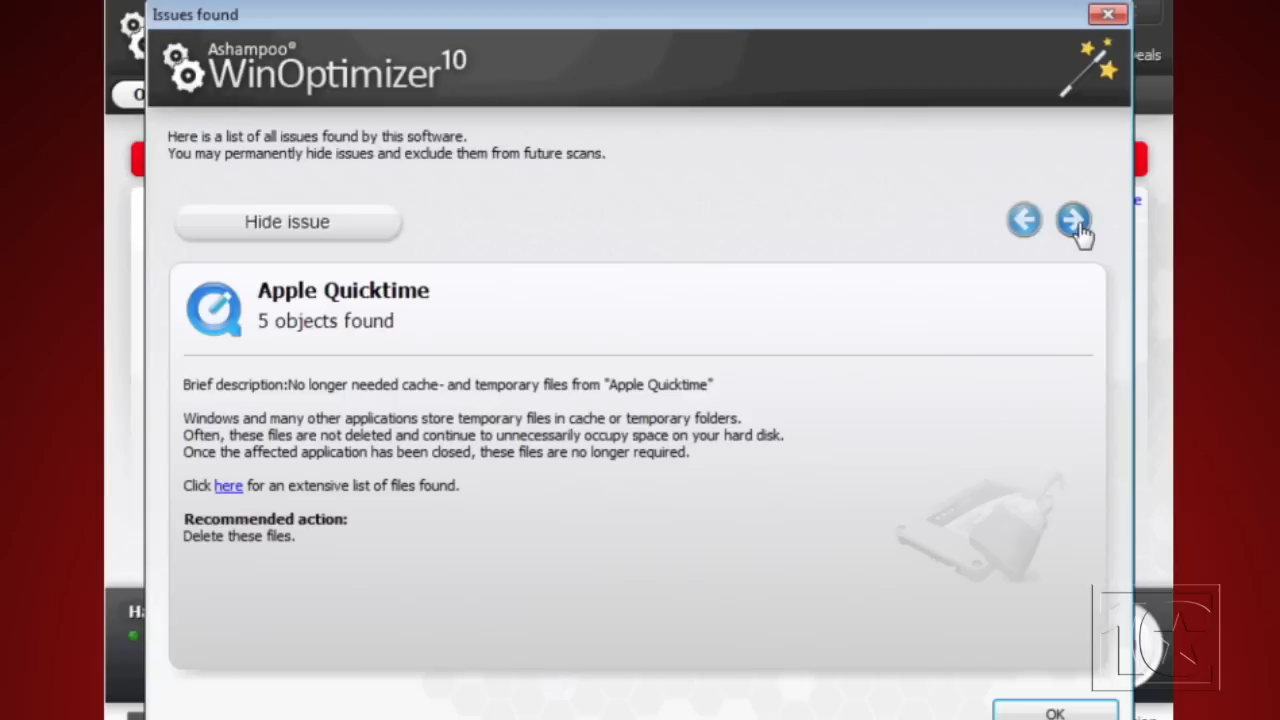 Issues found
Ashampoo®
WinOptimizer 10
eals
Here is a list of all issues found by this software.
You may permanently hide issues and exclude them from future scans.
Hide issue
Apple Quicktime
5 objects found
Brief description:No longer needed cache- and temporary files from "Apple Quicktime"
Windows and many other applications store temporary files in cache or temporary folders.
Often, these files are not deleted and continue to unnecessarily occupy space on your hard disk.
Once the affected application has been closed, these files are no longer required.
Click here for an extensive list of files found.
Recommended action:
Delete these files.
OK